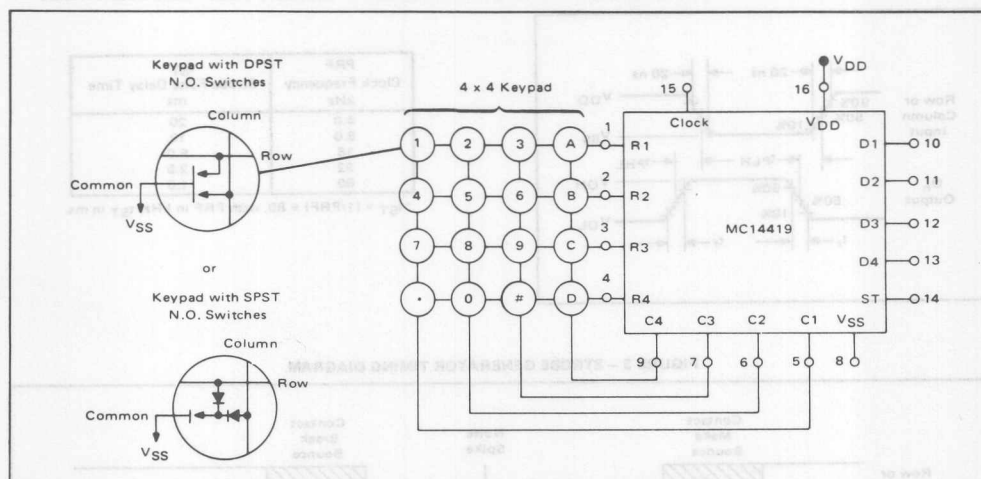 Keypad with DPST
N.O. Switches
Column
Row
Common
VSS
or
Keypad with SPST
N.O. Switches
Column
Row
Common
VSS
4 x 4 Keypad
1 2 3 A
4 5 6 B
7 8 9 C
• 0 # D
1
2
3
4
15
16
VDD
Clock
VDD
R1
R2
R3
R4
MC14419
D1 10
D2 11
D3 12
D4 13
ST 14
C4 C3 C2 C1 VSS
9 7 6 5 8